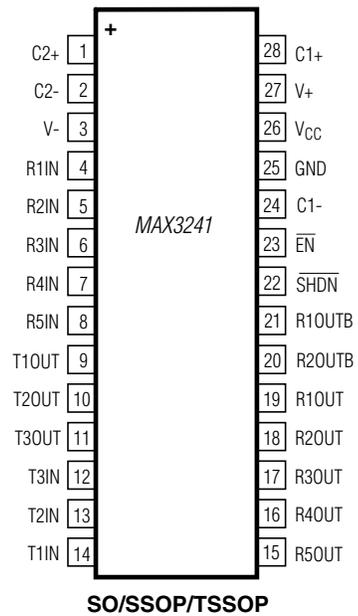 +
C2+ 1 28 C1+
C2- 2 27 V+
V- 3 26 VCC
R1IN 4 25 GND
R2IN 5 24 C1-
MAX3241
R3IN 6 23 E̅N̅
R4IN 7 22 S̅H̅D̅N̅
R5IN 8 21 R1OUTB
T1OUT 9 20 R2OUTB
T2OUT 10 19 R1OUT
T3OUT 11 18 R2OUT
T3IN 12 17 R3OUT
T2IN 13 16 R4OUT
T1IN 14 15 R5OUT
SO/SSOP/TSSOP